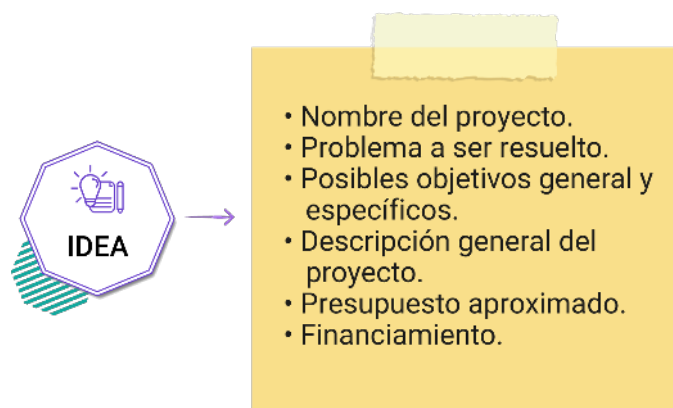 IDEA
• Nombre del proyecto.
• Problema a ser resuelto.
• Posibles objetivos general y
específicos.
• Descripción general del
proyecto.
• Presupuesto aproximado.
• Financiamiento.